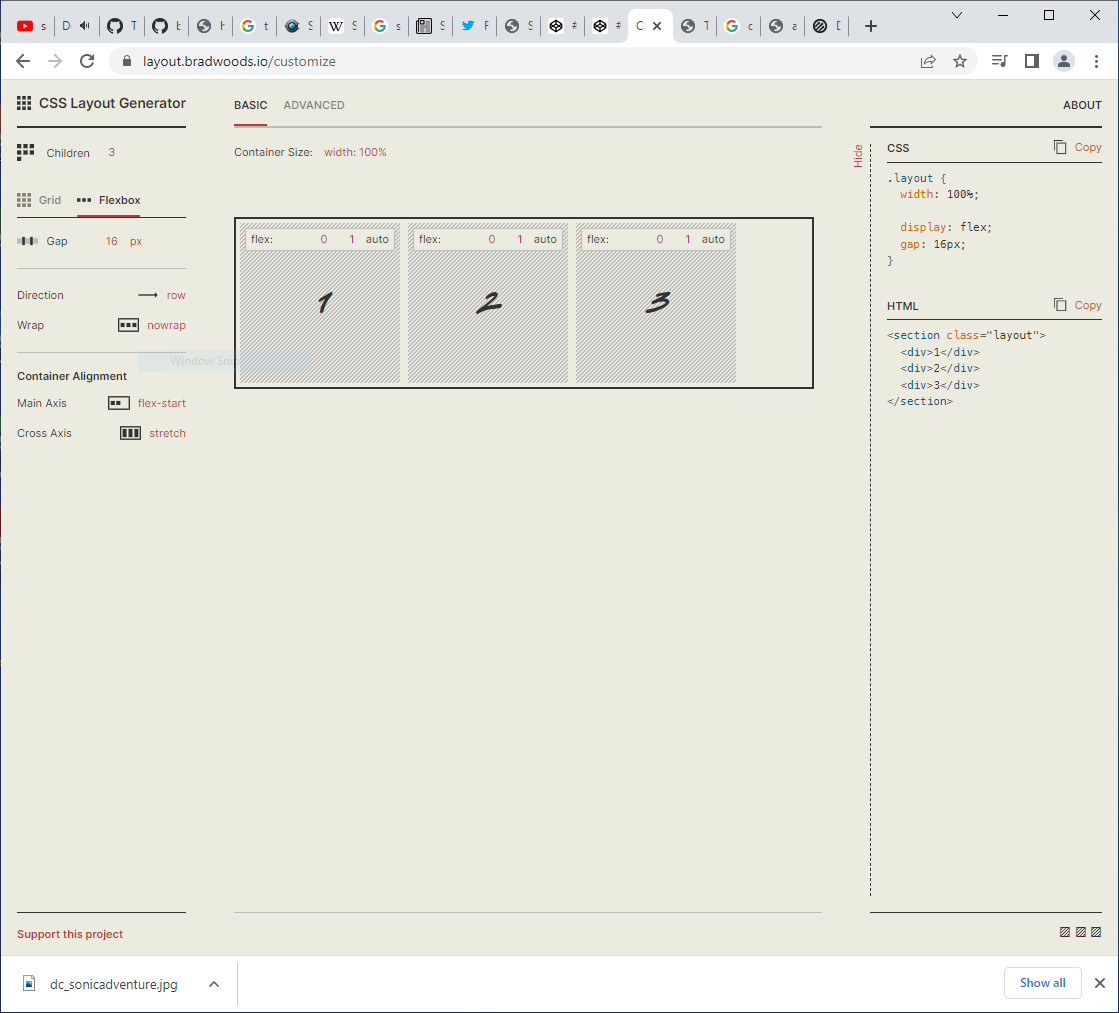 s D T b h t S S s S F S # # C T c a D
layout.bradwoods.io/customize
CSS Layout Generator
BASIC ADVANCED
ABOUT
Children 3
Container Size: width: 100%
Hide
CSS Copy
.layout {
width: 100%;
display: flex;
gap: 16px;
}
Grid Flexbox
Gap 16 px
flex: 0 1 auto flex: 0 1 auto flex: 0 1 auto
1 2 3
Direction row
Wrap nowrap
Window Snip
Container Alignment
Main Axis flex-start
Cross Axis stretch
HTML Copy
<section class="layout">
<div>1</div>
<div>2</div>
<div>3</div>
</section>
Support this project
dc_sonicadventure.jpg
Show all